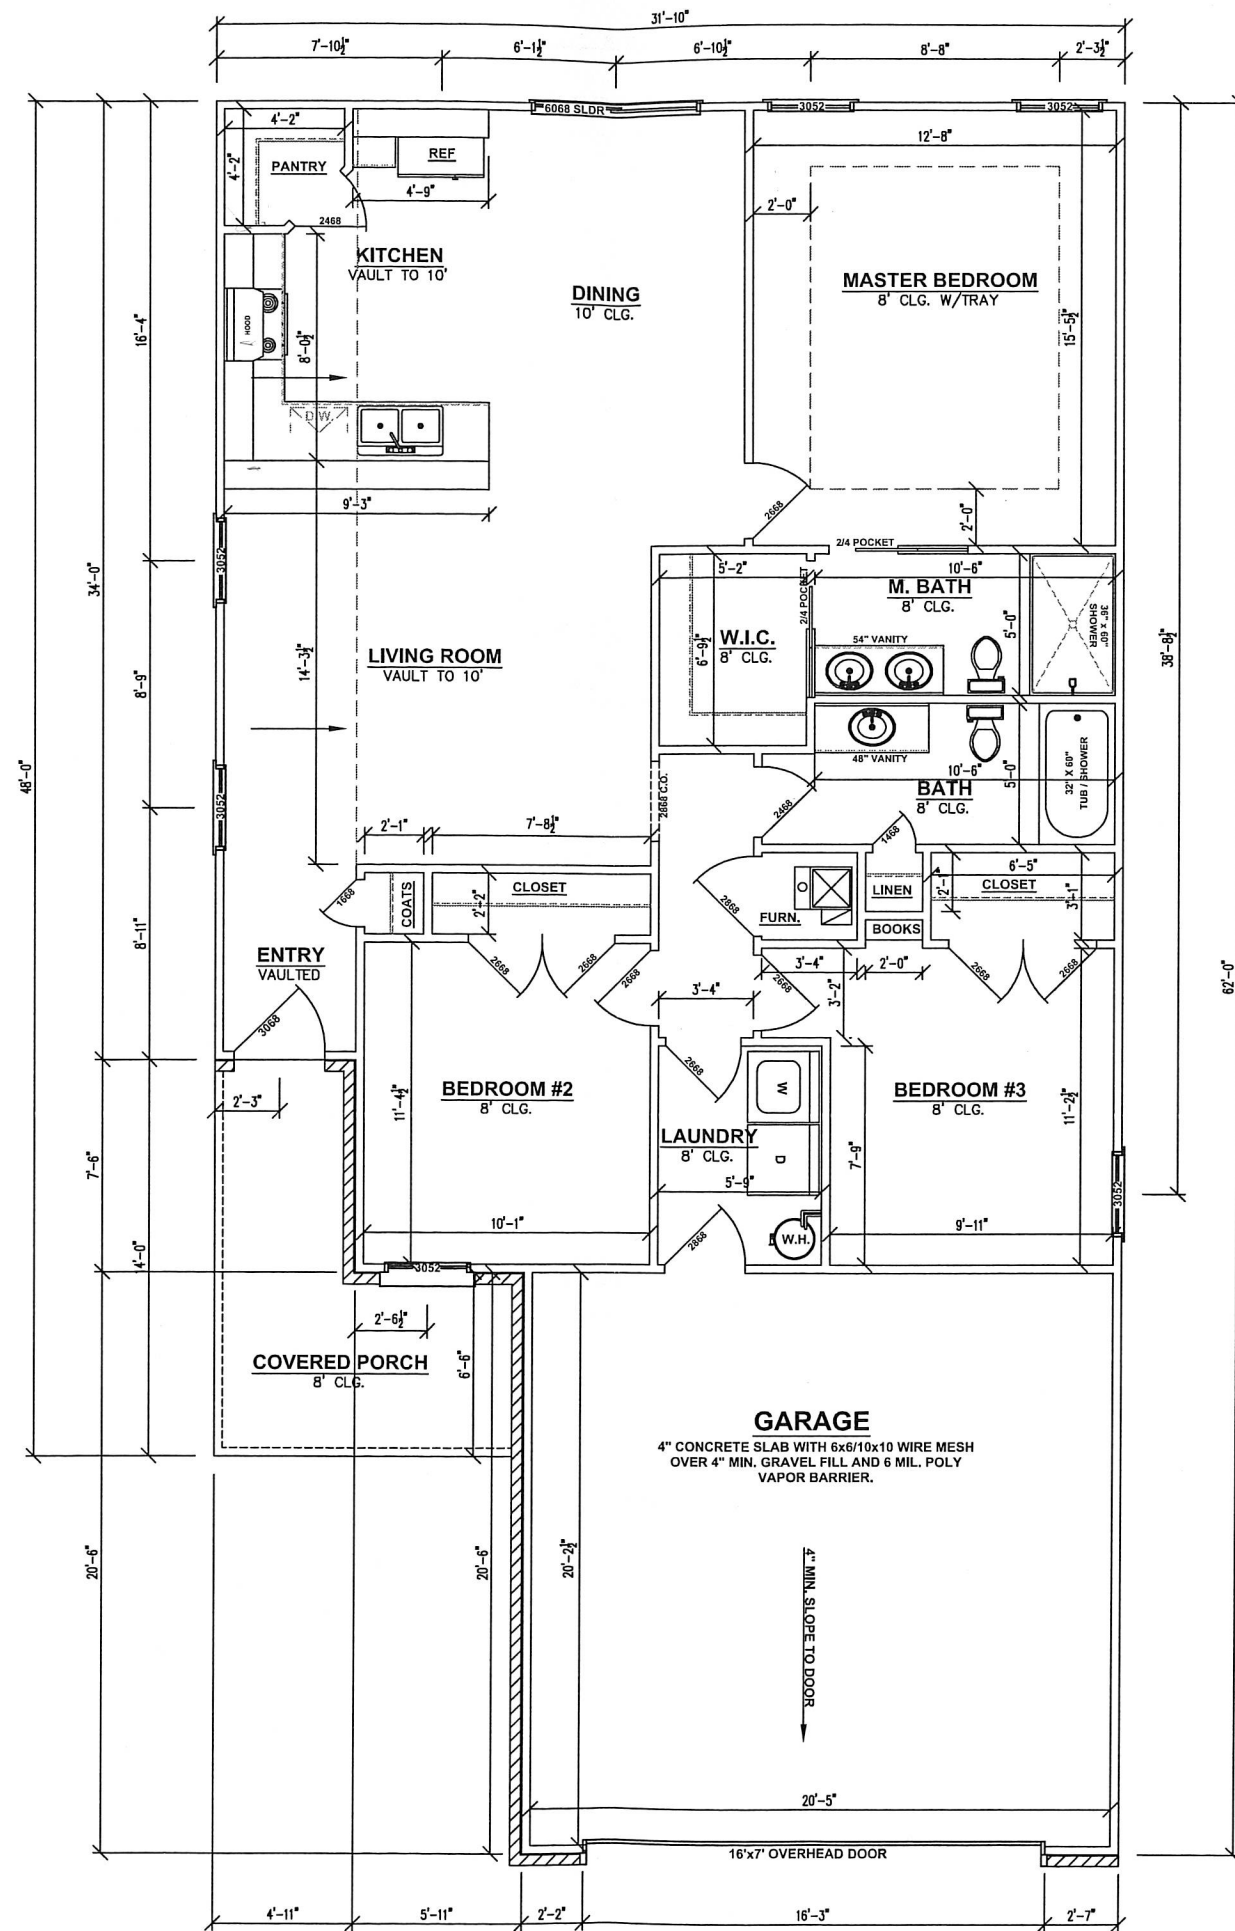 31'-10"
7'-10½"
6'-1½"
6'-10½"
8'-8"
2'-3½"
6068 SLDR
3052
3052
4'-2"
4'-2"
PANTRY
REF
4'-9"
2468
12'-8"
2'-0"
KITCHEN
VAULT TO 10'
DINING
10' CLG.
MASTER BEDROOM
8' CLG. W/TRAY
15'-5½"
HOOD
8'-0½"
16'-4"
D.W.
9'-3"
2668
2'-0"
3052
34'-0"
2/4 POCKET
5'-2"
10'-6"
2/4 POCKET
M. BATH
8' CLG.
5'-0"
36" x 60"
SHOWER
38'-8½"
W.I.C.
8' CLG.
6'-9½"
54" VANITY
LIVING ROOM
VAULT TO 10'
14'-3½"
8'-9"
48'-0"
3052
48" VANITY
10'-6"
BATH
8' CLG.
5'-0"
32" X 60"
TUB / SHOWER
2868 C.O.
2468
1468
2'-1"
7'-8½"
1668
COATS
2'-2"
CLOSET
2868
FURN.
LINEN
2'-1"
6'-5"
CLOSET
3'-1"
BOOKS
8'-11"
ENTRY
VAULTED
2668
2668
2668
3'-4"
3'-4"
2'-0"
2668
3'-2"
2668
2668
62'-0"
3068
2'-3"
BEDROOM #2
8' CLG.
11'-4½"
2668
W
BEDROOM #3
8' CLG.
11'-2½"
LAUNDRY
8' CLG.
D
7'-9"
7'-6"
5'-9"
3052
10'-1"
9'-11"
2868
W.H.
14'-0"
3052
2'-6½"
COVERED PORCH
8' CLG.
6'-6"
GARAGE
4" CONCRETE SLAB WITH 6x6/10x10 WIRE MESH
OVER 4" MIN. GRAVEL FILL AND 6 MIL. POLY
VAPOR BARRIER.
20'-6"
20'-6"
20'-2½"
4" MIN. SLOPE TO DOOR
20'-5"
16'x7' OVERHEAD DOOR
4'-11"
5'-11"
2'-2"
16'-3"
2'-7"